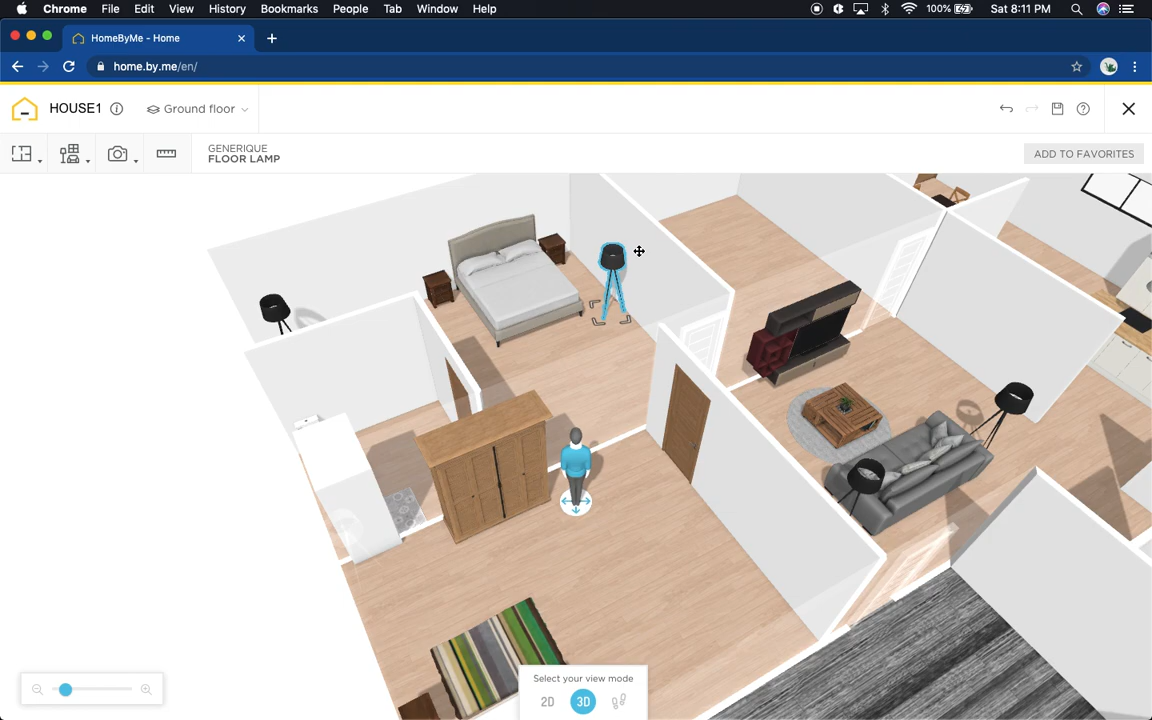 Chrome File Edit View History Bookmarks People Tab Window Help 100% Sat 8:11 PM
HomeByMe - Home
home.by.me/en/
HOUSE1 Ground floor
GENERIQUE
FLOOR LAMP
ADD TO FAVORITES
Select your view mode
2D 3D